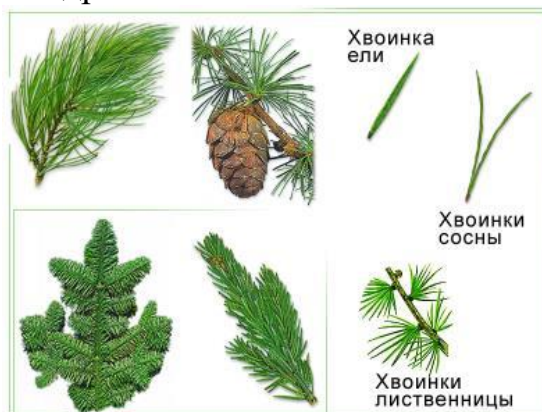 Хвоинка
ели
Хвоинки
сосны
Хвоинки
лиственницы